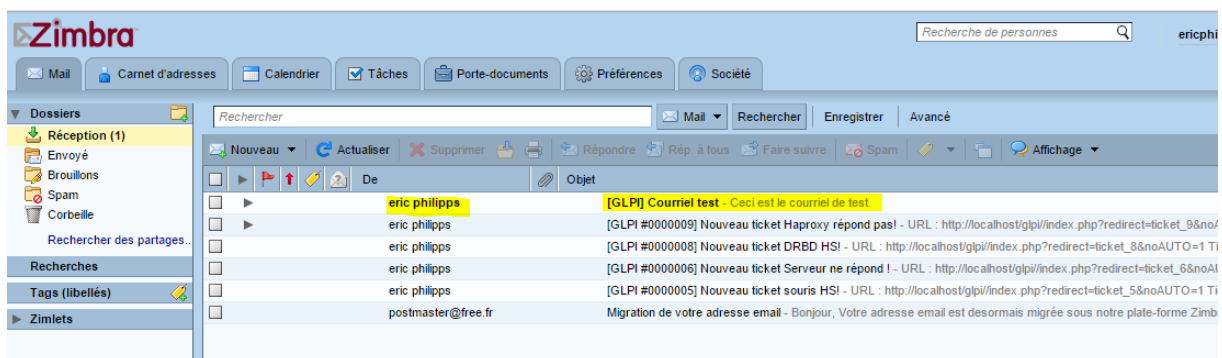 Zimbra
Recherche de personnes
ericphi
Mail Carnet d'adresses Calendrier Tâches Porte-documents Préférences Société
Dossiers
Réception (1)
Envoyé
Brouillons
Spam
Corbeille
Rechercher des partages..
Recherches
Tags (libellés)
Zimlets
Rechercher Mail Rechercher Enregistrer Avancé
Nouveau Actualiser Supprimer Répondre Rép. à tous Faire suivre Spam Affichage
De Objet
eric philipps [GLPI] Courriel test - Ceci est le courriel de test.
eric philipps [GLPI #0000009] Nouveau ticket Haproxy répond pas! - URL : http://localhost/glpi//index.php?redirect=ticket_9&noA
eric philipps [GLPI #0000008] Nouveau ticket DRBD HS! - URL : http://localhost/glpi//index.php?redirect=ticket_8&noAUTO=1 Ti
eric philipps [GLPI #0000006] Nouveau ticket Serveur ne répond ! - URL : http://localhost/glpi//index.php?redirect=ticket_6&noAU
eric philipps [GLPI #0000005] Nouveau ticket souris HS! - URL : http://localhost/glpi//index.php?redirect=ticket_5&noAUTO=1 Ti
postmaster@free.fr Migration de votre adresse email - Bonjour, Votre adresse email est desormais migrée sous notre plate-forme Zimb